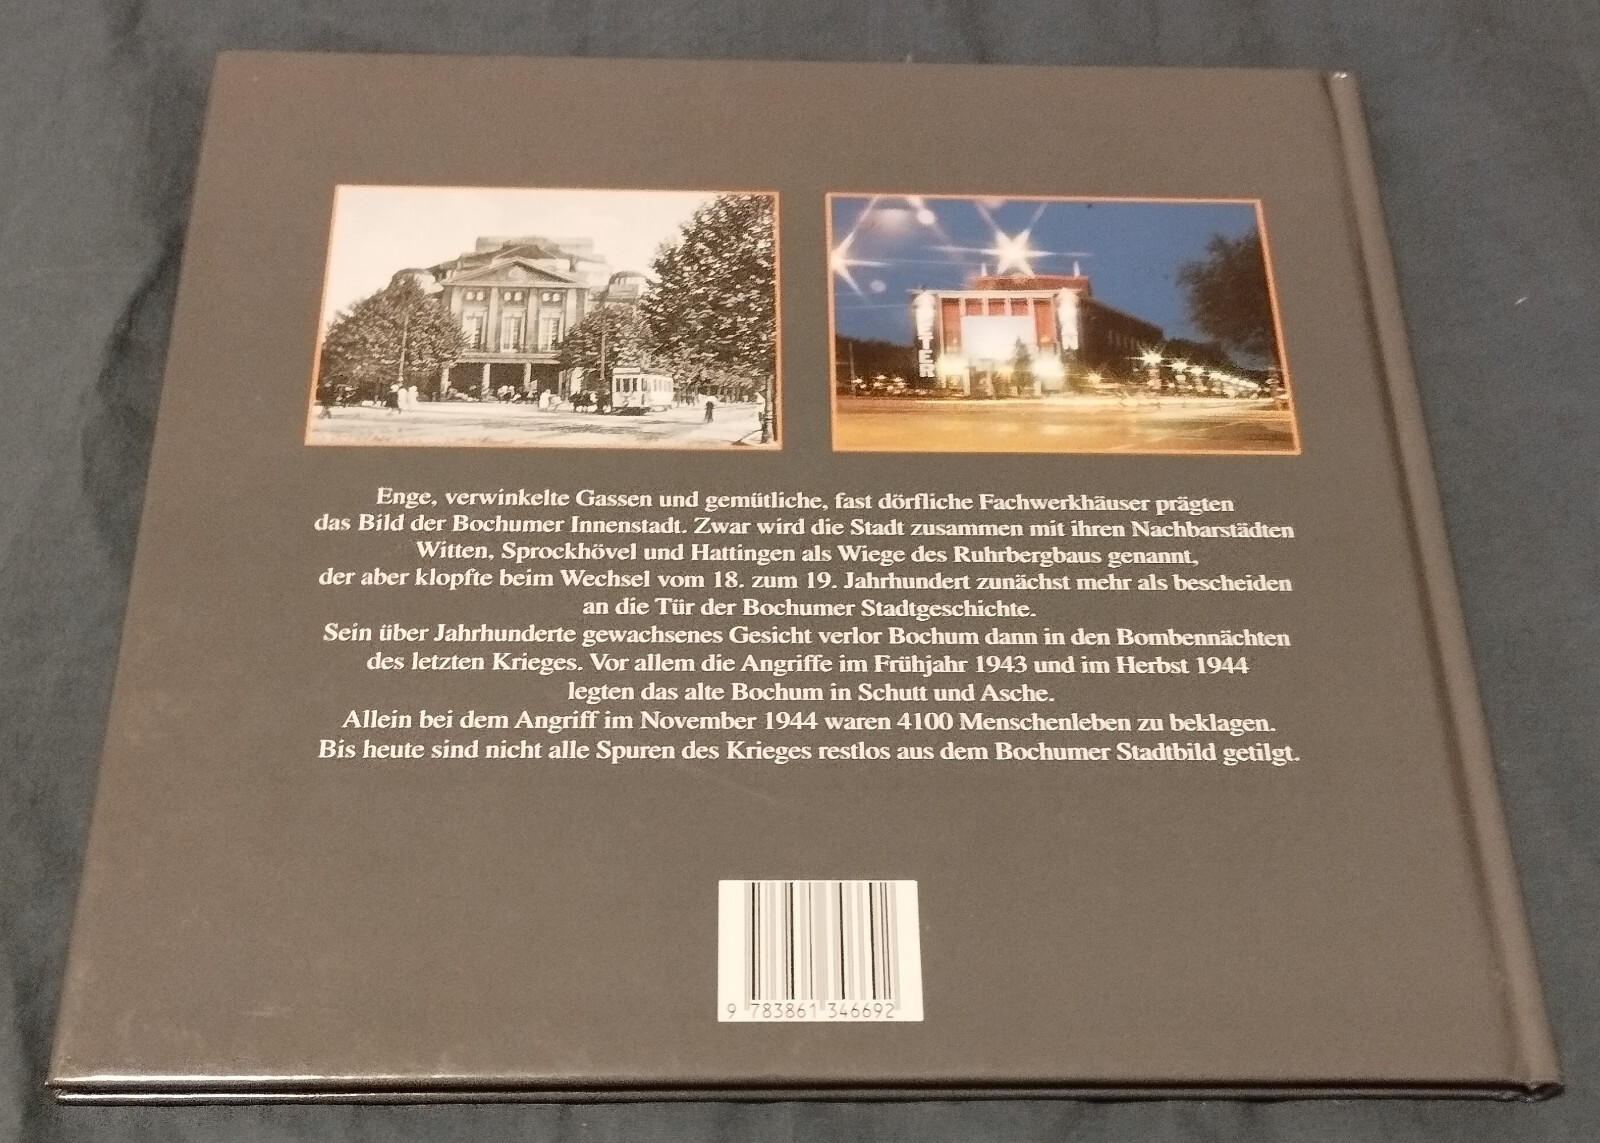 TER
Enge, verwinkelte Gassen und gemütliche, fast dörfliche Fachwerkhäuser prägten
das Bild der Bochumer Innenstadt. Zwar wird die Stadt zusammen mit ihren Nachbarstädten
Witten, Sprockhövel und Hattingen als Wiege des Ruhrbergbaus genannt,
der aber klopfte beim Wechsel vom 18. zum 19. Jahrhundert zunächst mehr als bescheiden
an die Tür der Bochumer Stadtgeschichte.
Sein über Jahrhunderte gewachsenes Gesicht verlor Bochum dann in den Bombennächten
des letzten Krieges. Vor allem die Angriffe im Frühjahr 1943 und im Herbst 1944
legten das alte Bochum in Schutt und Asche.
Allein bei dem Angriff im November 1944 waren 4100 Menschenleben zu beklagen.
Bis heute sind nicht alle Spuren des Krieges restlos aus dem Bochumer Stadtbild getilgt.
9 783861 346692